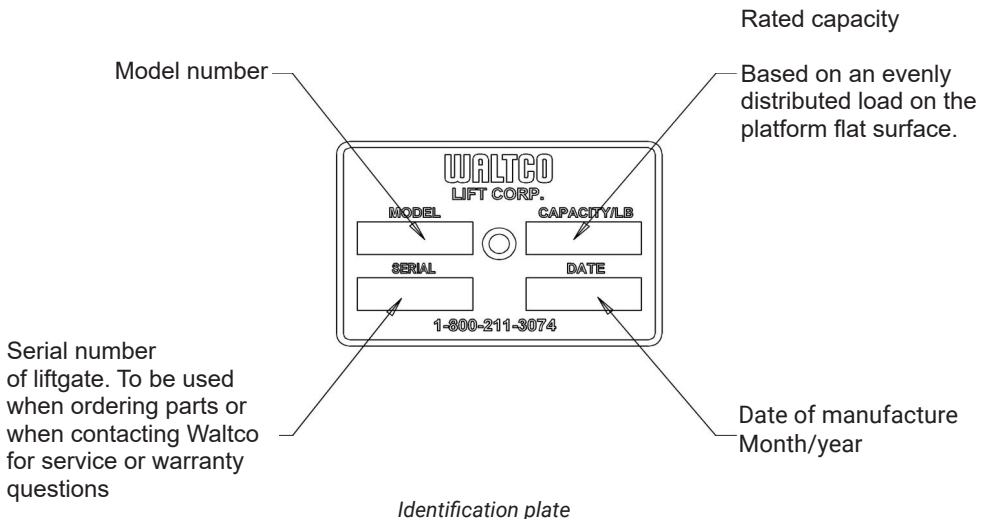 Rated capacity
Model number
Based on an evenly
distributed load on the
platform flat surface.
WALTCO
LIFT CORP.
MODEL
CAPACITY/LB
SERIAL
DATE
1-800-211-3074
Serial number
of liftgate. To be used
when ordering parts or
when contacting Waltco
for service or warranty
questions
Date of manufacture
Month/year
Identification plate